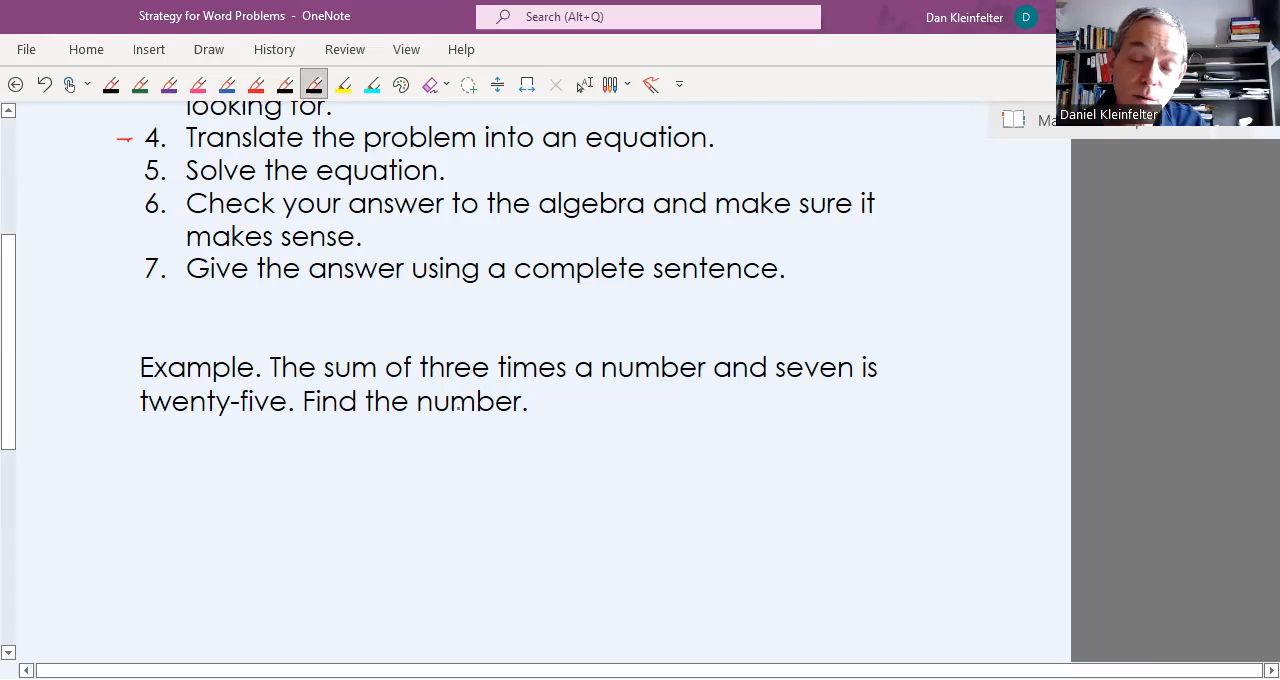 Strategy for Word Problems - OneNote
Search (Alt+Q)
Dan Kleinfelter
D
File Home Insert Draw History Review View Help
Daniel Kleinfelter
looking for.
4. Translate the problem into an equation.
5. Solve the equation.
6. Check your answer to the algebra and make sure it
makes sense.
7. Give the answer using a complete sentence.
Example. The sum of three times a number and seven is
twenty-five. Find the number.